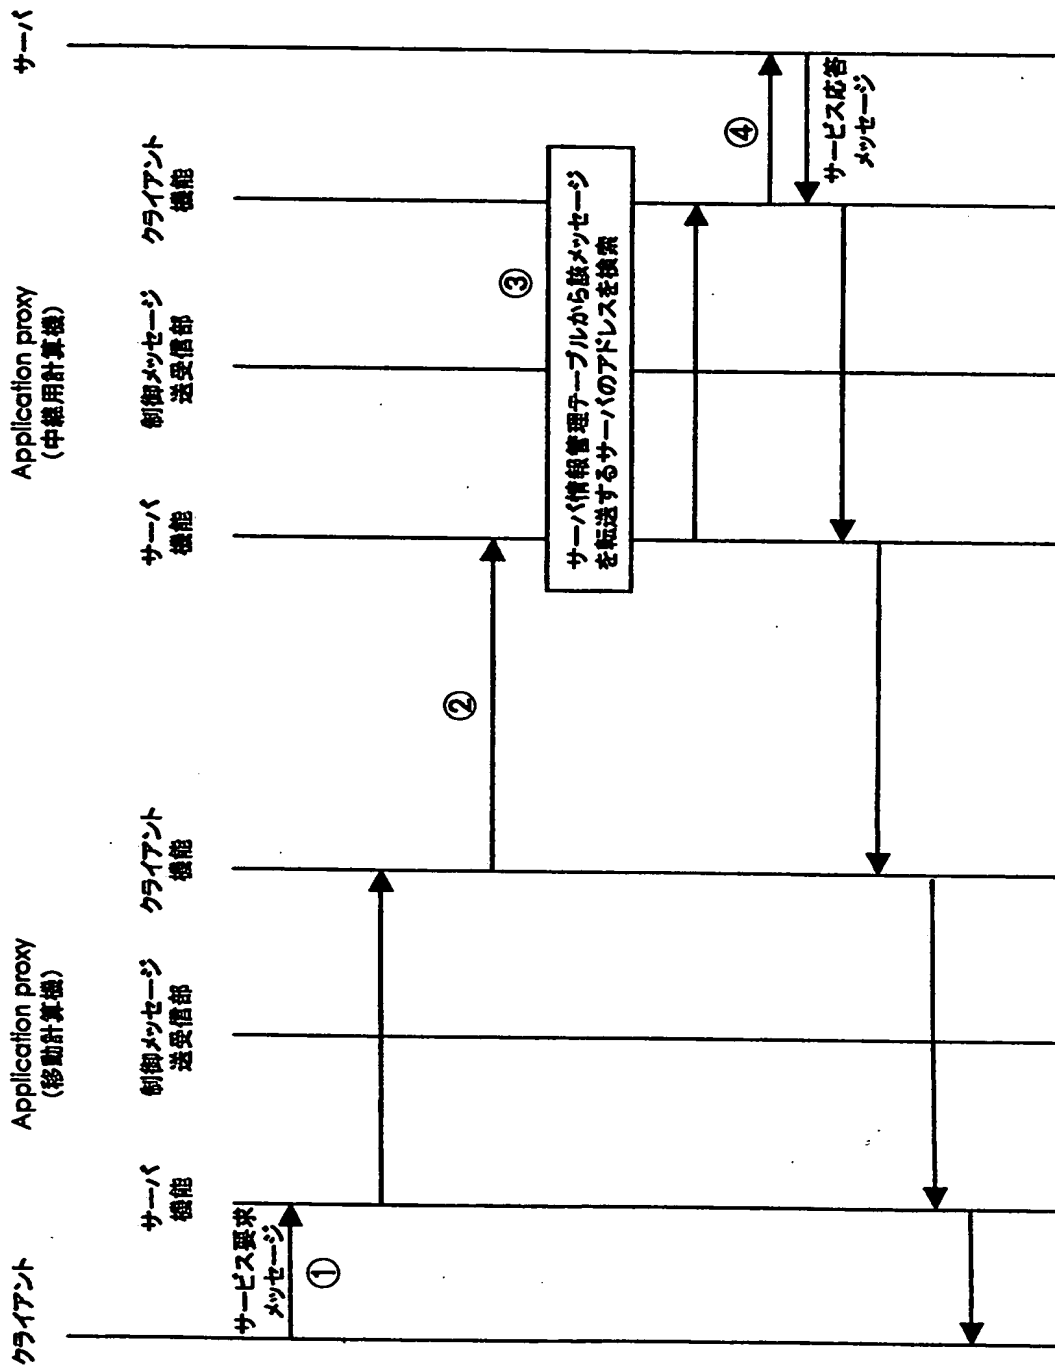 クライアント
Application proxy
(移動計算機)
Application proxy
(中継用計算機)
サーバ
サーバ
機能
制御メッセージ
送受信部
クライアント
機能
サーバ
機能
制御メッセージ
送受信部
クライアント
機能
サービス要求
メッセージ
①
②
③
サーバ情報管理テーブルから該メッセージ
を転送するサーバのアドレスを検索
④
サービス応答
メッセージ